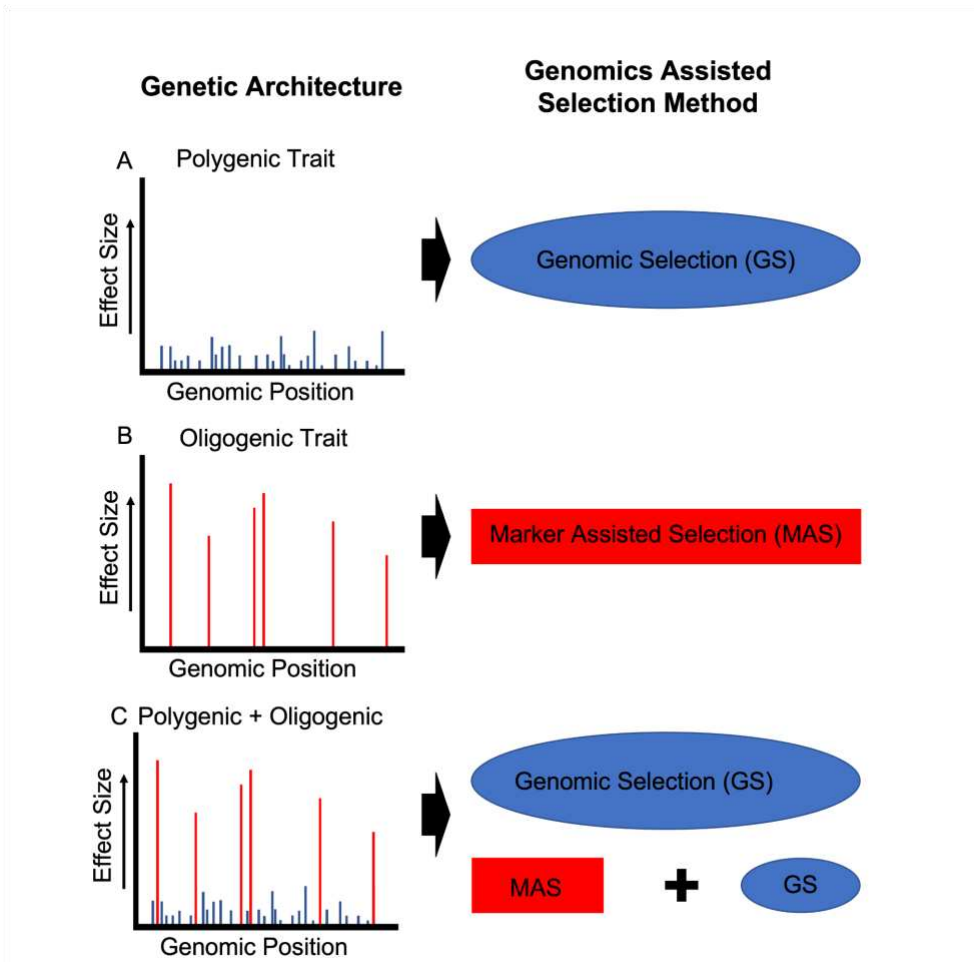 Genetic Architecture
Genomics Assisted
Selection Method
A
Polygenic Trait
Effect Size
Genomic Position
Genomic Selection (GS)
B
Oligogenic Trait
Effect Size
Genomic Position
Marker Assisted Selection (MAS)
C Polygenic + Oligogenic
Effect Size
Genomic Position
Genomic Selection (GS)
MAS
+
GS